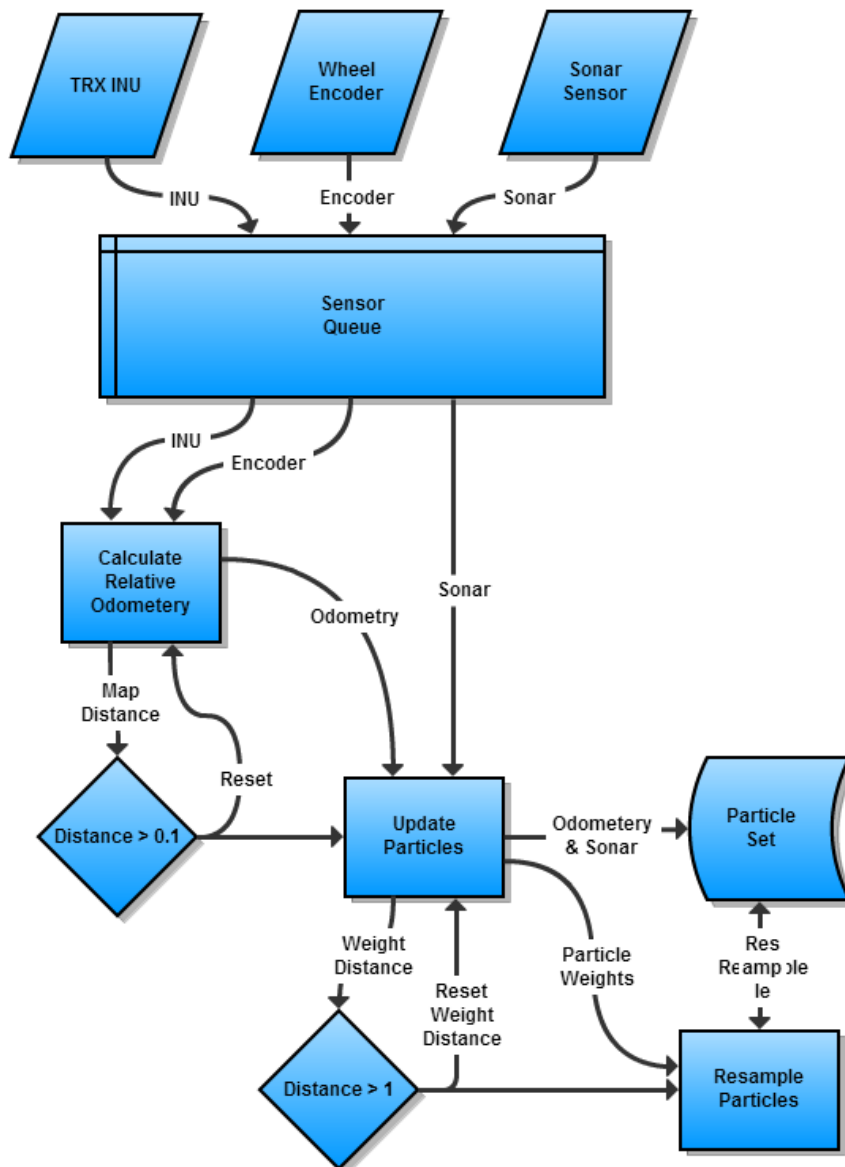 TRX INU
Wheel
Encoder
Sonar
Sensor
INU
Encoder
Sonar
Sensor
Queue
INU
Encoder
Calculate
Relative
Odometery
Sonar
Odometry
Map
Distance
Reset
Distance > 0.1
Update
Particles
Odometery
& Sonar
Particle
Set
Weight
Distance
Reset
Weight
Distance
Particle
Weights
Res
le
Distance > 1
Resample
Particles